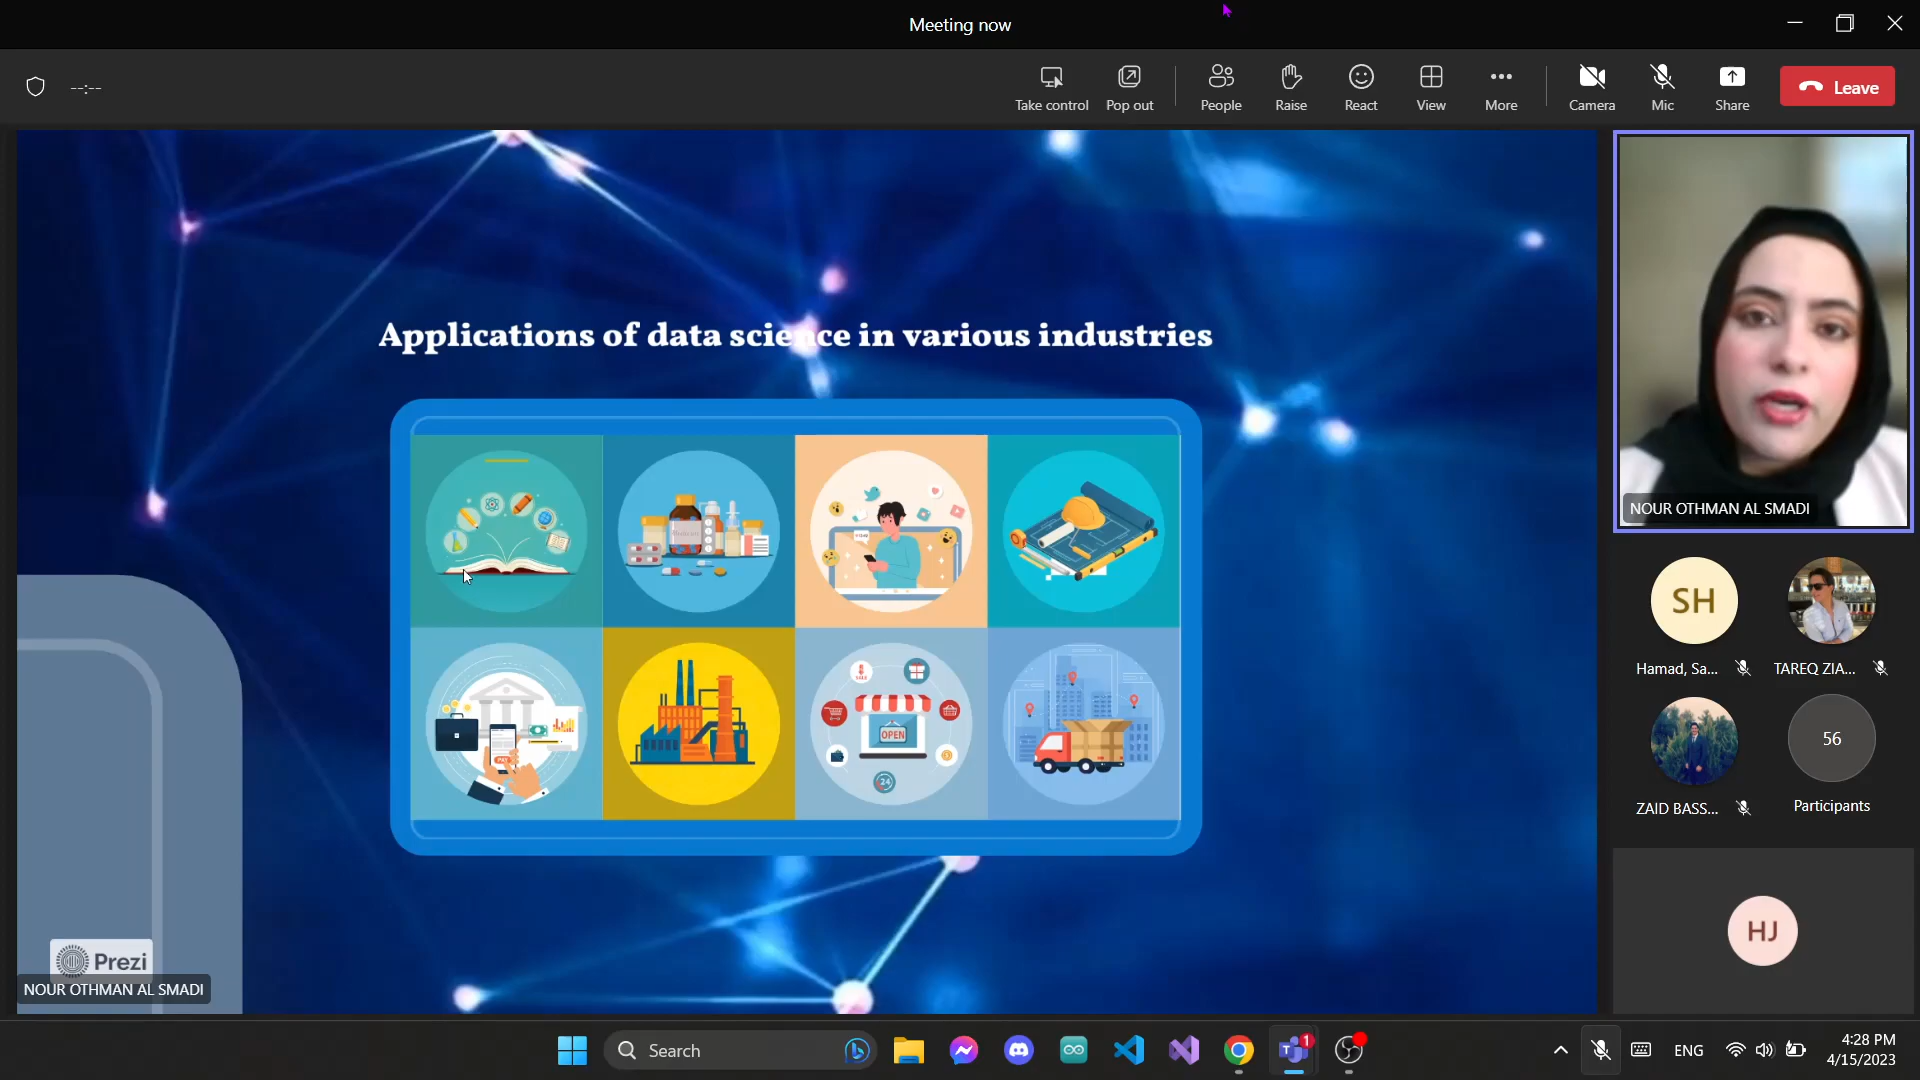 Meeting now
--:--
Take control
Pop out
People
Raise
React
View
More
Camera
Mic
Share
Leave
Applications of data science in various industries
OPEN
24
Prezi
NOUR OTHMAN AL SMADI
NOUR OTHMAN AL SMADI
SH
Hamad, Sa...
TAREQ ZIA...
ZAID BASS...
56
Participants
HJ
Search
1
ENG
4:28 PM
4/15/2023